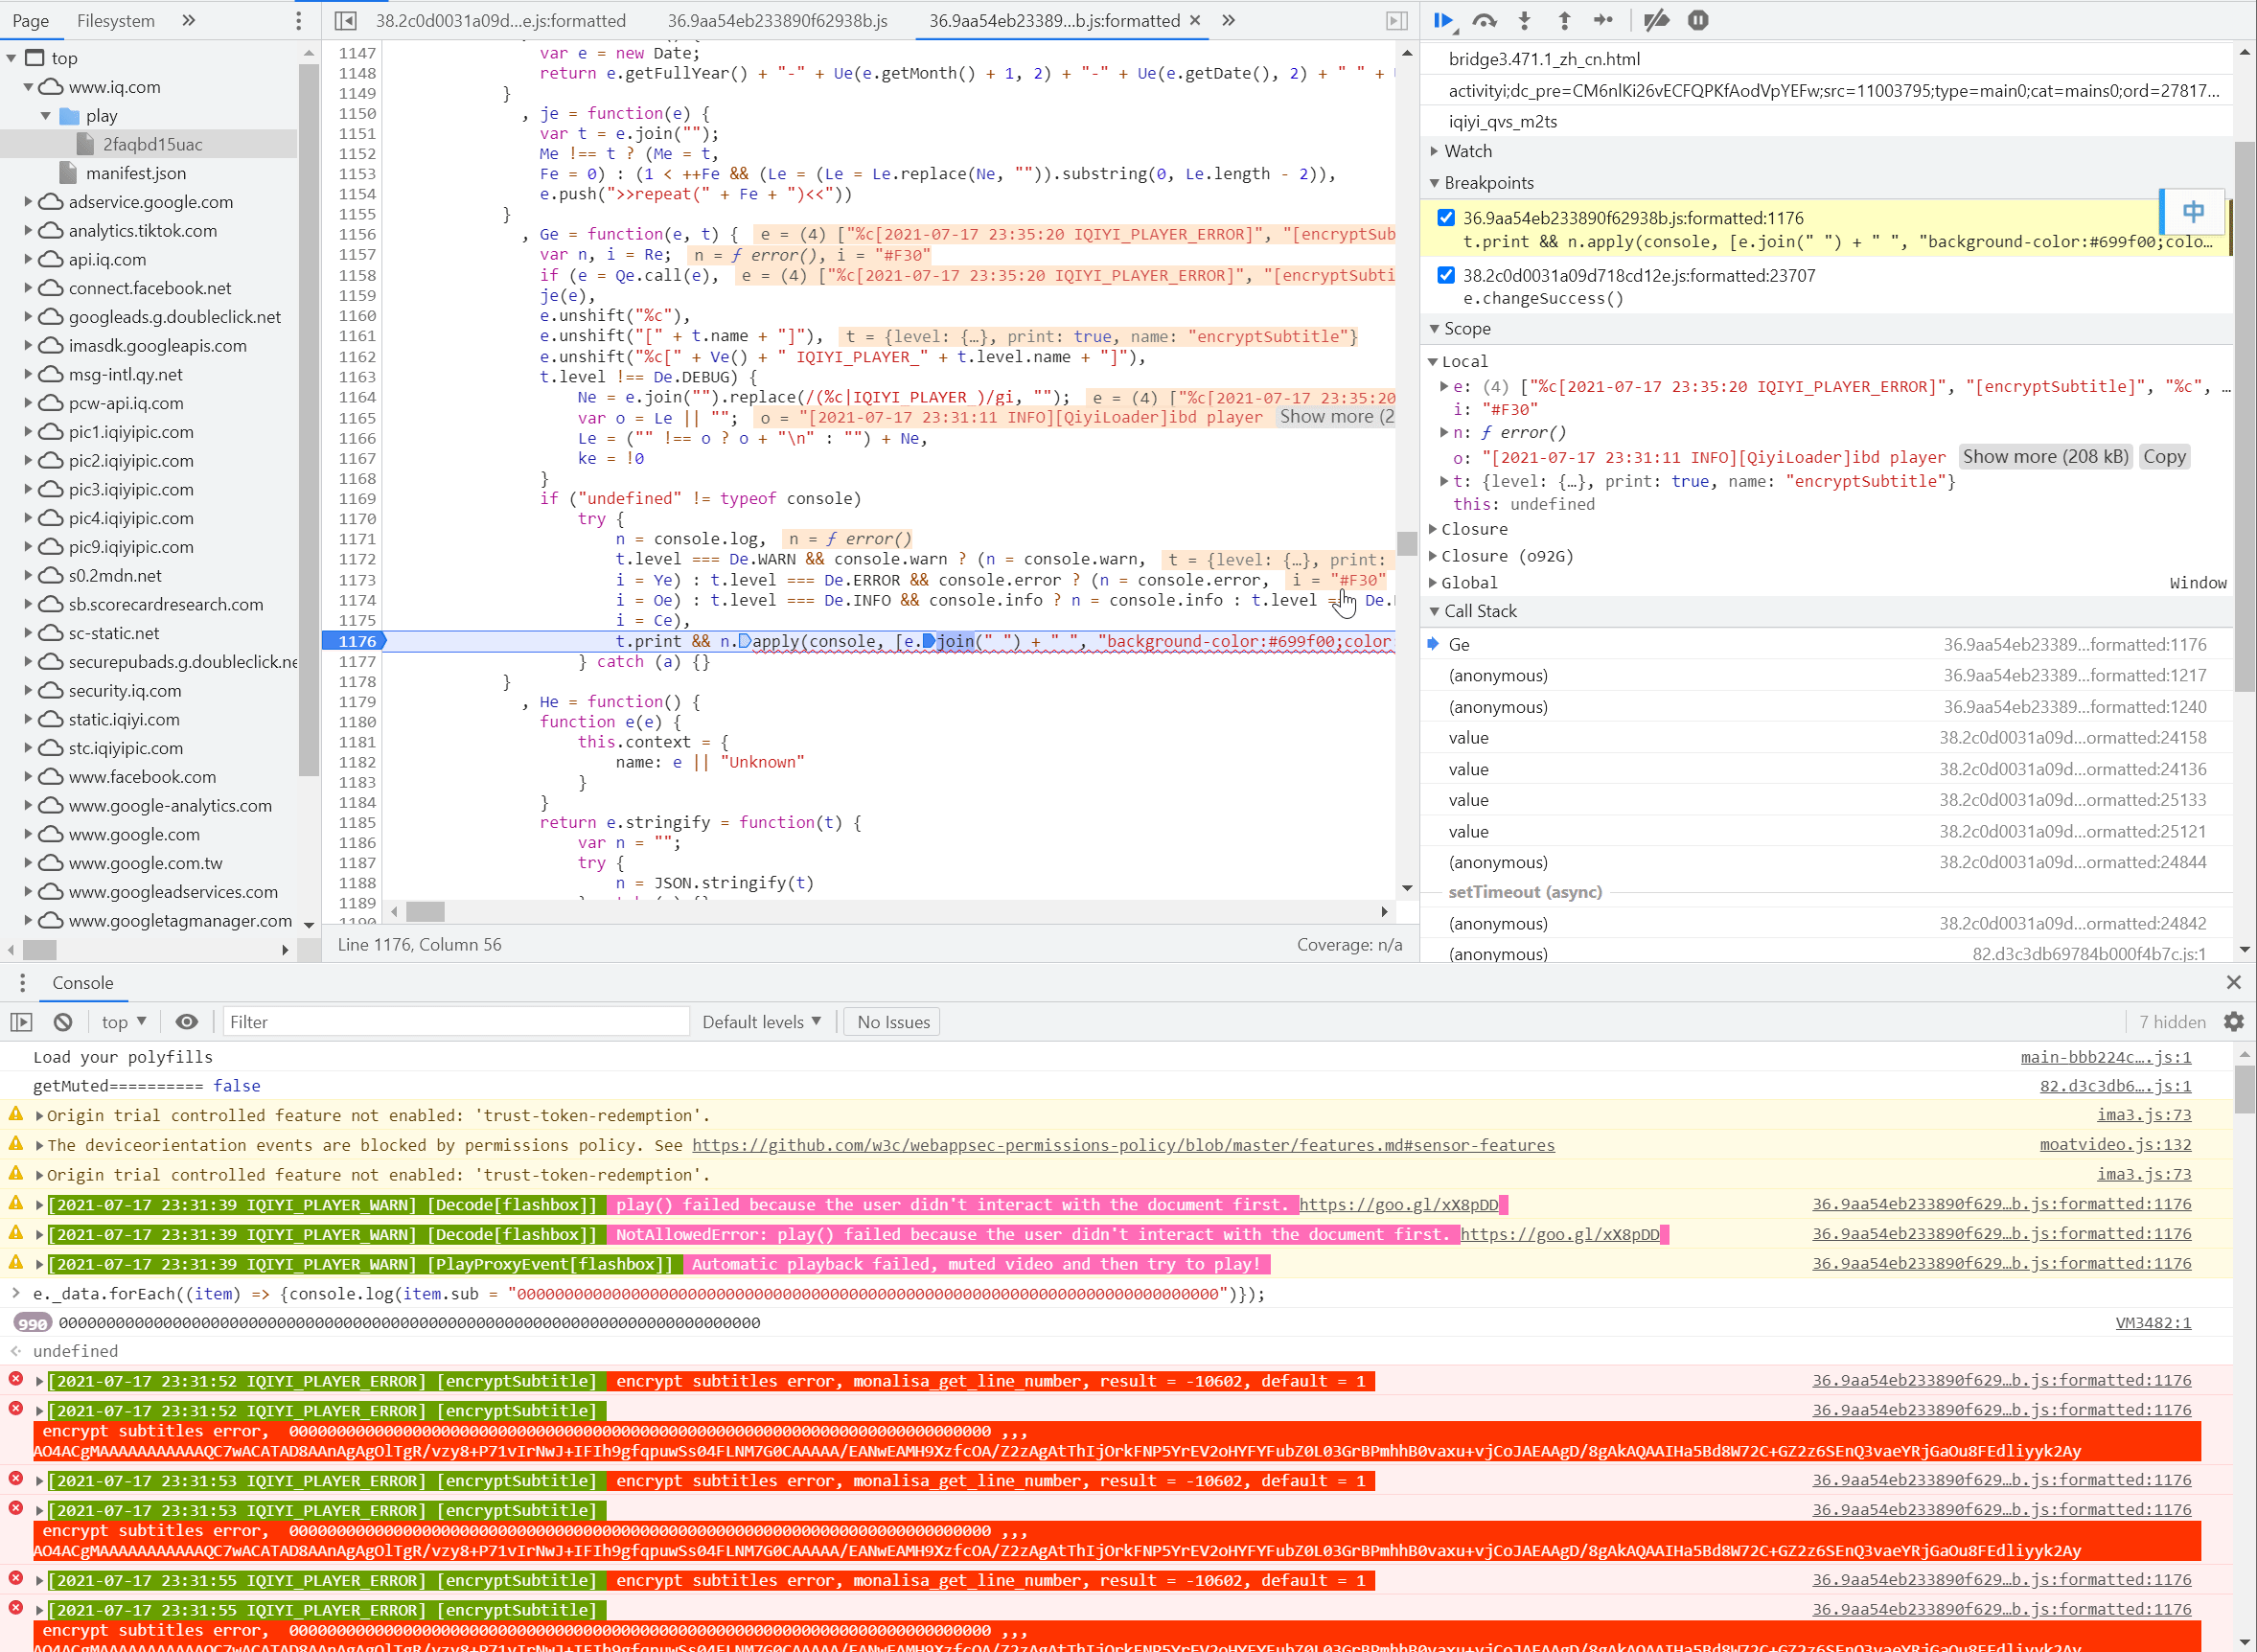 Page Filesystem
top
www.iq.com
play
2faqbd15uac
manifest.json
adservice.google.com
analytics.tiktok.com
api.iq.com
connect.facebook.net
googleads.g.doubleclick.net
imasdk.googleapis.com
msg-intl.qy.net
pcw-api.iq.com
pic1.iqiyipic.com
pic2.iqiyipic.com
pic3.iqiyipic.com
pic4.iqiyipic.com
pic9.iqiyipic.com
s0.2mdn.net
sb.scorecardresearch.com
sc-static.net
securepubads.g.doubleclick.ne
security.iq.com
static.iqiyi.com
stc.iqiyipic.com
www.facebook.com
www.google-analytics.com
www.google.com
www.google.com.tw
www.googleadservices.com
www.googletagmanager.com
38.2c0d0031a09d...e.js:formatted 36.9aa54eb233890f62938b.js 36.9aa54eb23389...b.js:formatted
1147 var e = new Date;
1148 return e.getFullYear() + "-" + Ue(e.getMonth() + 1, 2) + "-" + Ue(e.getDate(), 2) + " " +
1149 }
1150 , je = function(e) {
1151 var t = e.join("");
1152 Me !== t ? (Me = t,
1153 Fe = 0) : (1 < ++Fe && (Le = (Le = Le.replace(Ne, "")).substring(0, Le.length - 2)),
1154 e.push(">>repeat(" + Fe + ")<<"))
1155 }
1156 , Ge = function(e, t) { e = (4) ["%c[2021-07-17 23:35:20 IQIYI_PLAYER_ERROR]", "[encryptSub
1157 var n, i = Re; n = ƒ error(), i = "#F30"
1158 if (e = Qe.call(e), e = (4) ["%c[2021-07-17 23:35:20 IQIYI_PLAYER_ERROR]", "[encryptSubti
1159 je(e),
1160 e.unshift("%c"),
1161 e.unshift("[" + t.name + "]"), t = {level: {…}, print: true, name: "encryptSubtitle"}
1162 e.unshift("%c[" + Ve() + " IQIYI_PLAYER_" + t.level.name + "]"),
1163 t.level !== De.DEBUG) {
1164 Ne = e.join("").replace(/(%c|IQIYI_PLAYER_)/gi, ""); e = (4) ["%c[2021-07-17 23:35:20
1165 var o = Le || ""; o = "[2021-07-17 23:31:11 INFO][QiyiLoader]ibd player Show more (2
1166 Le = ("" !== o ? o + "\n" : "") + Ne,
1167 ke = !0
1168 }
1169 if ("undefined" != typeof console)
1170 try {
1171 n = console.log, n = ƒ error()
1172 t.level === De.WARN && console.warn ? (n = console.warn, t = {level: {…}, print:
1173 i = Ye) : t.level === De.ERROR && console.error ? (n = console.error, i = "#F30"
1174 i = Oe) : t.level === De.INFO && console.info ? n = console.info : t.level === De.
1175 i = Ce),
1176 t.print && n.apply(console, [e.join(" ") + " ", "background-color:#699f00;color:
1177 } catch (a) {}
1178 }
1179 , He = function() {
1180 function e(e) {
1181 this.context = {
1182 name: e || "Unknown"
1183 }
1184 }
1185 return e.stringify = function(t) {
1186 var n = "";
1187 try {
1188 n = JSON.stringify(t)
1189
Line 1176, Column 56 Coverage: n/a
bridge3.471.1_zh_cn.html
activityi;dc_pre=CM6nlKi26vECFQPKfAodVpYEFw;src=11003795;type=main0;cat=mains0;ord=27817...
iqiyi_qvs_m2ts
Watch
Breakpoints
36.9aa54eb233890f62938b.js:formatted:1176
中
t.print && n.apply(console, [e.join(" ") + " ", "background-color:#699f00;colo…
38.2c0d0031a09d718cd12e.js:formatted:23707
e.changeSuccess()
Scope
Local
e: (4) ["%c[2021-07-17 23:35:20 IQIYI_PLAYER_ERROR]", "[encryptSubtitle]", "%c", …
i: "#F30"
n: ƒ error()
o: "[2021-07-17 23:31:11 INFO][QiyiLoader]ibd player Show more (208 kB) Copy
t: {level: {…}, print: true, name: "encryptSubtitle"}
this: undefined
Closure
Closure (o92G)
Global Window
Call Stack
Ge 36.9aa54eb23389...formatted:1176
(anonymous) 36.9aa54eb23389...formatted:1217
(anonymous) 36.9aa54eb23389...formatted:1240
value 38.2c0d0031a09d...ormatted:24158
value 38.2c0d0031a09d...ormatted:24136
value 38.2c0d0031a09d...ormatted:25133
value 38.2c0d0031a09d...ormatted:25121
(anonymous) 38.2c0d0031a09d...ormatted:24844
setTimeout (async)
(anonymous) 38.2c0d0031a09d...ormatted:24842
(anonymous) 82.d3c3db69784b000f4b7c.js:1
Console
top Filter Default levels No Issues 7 hidden
Load your polyfills main-bbb224c….js:1
getMuted========== false 82.d3c3db6….js:1
Origin trial controlled feature not enabled: 'trust-token-redemption'. ima3.js:73
The deviceorientation events are blocked by permissions policy. See https://github.com/w3c/webappsec-permissions-policy/blob/master/features.md#sensor-features moatvideo.js:132
Origin trial controlled feature not enabled: 'trust-token-redemption'. ima3.js:73
[2021-07-17 23:31:39 IQIYI_PLAYER_WARN] [Decode[flashbox]] play() failed because the user didn't interact with the document first. https://goo.gl/xX8pDD 36.9aa54eb233890f629…b.js:formatted:1176
[2021-07-17 23:31:39 IQIYI_PLAYER_WARN] [Decode[flashbox]] NotAllowedError: play() failed because the user didn't interact with the document first. https://goo.gl/xX8pDD 36.9aa54eb233890f629…b.js:formatted:1176
[2021-07-17 23:31:39 IQIYI_PLAYER_WARN] [PlayProxyEvent[flashbox]] Automatic playback failed, muted video and then try to play! 36.9aa54eb233890f629…b.js:formatted:1176
e._data.forEach((item) => {console.log(item.sub = "00000000000000000000000000000000000000000000000000000000000000000000000000")});
990 00000000000000000000000000000000000000000000000000000000000000000000000000 VM3482:1
undefined
[2021-07-17 23:31:52 IQIYI_PLAYER_ERROR] [encryptSubtitle] encrypt subtitles error, monalisa_get_line_number, result = -10602, default = 1 36.9aa54eb233890f629…b.js:formatted:1176
[2021-07-17 23:31:52 IQIYI_PLAYER_ERROR] [encryptSubtitle] 36.9aa54eb233890f629…b.js:formatted:1176
encrypt subtitles error, 00000000000000000000000000000000000000000000000000000000000000000000000000 ,,,
AO4ACgMAAAAAAAAAAAQC7wACATAD8AAnAgAgOlTgR/vzy8+P71vIrNwJ+IFIh9gfqpuwSs04FLNM7G0CAAAAA/EANwEAMH9XzfcOA/Z2zAgAtThIjOrkFNP5YrEV2oHYFYFubZ0L03GrBPmhhB0vaxu+vjCoJAEAAgD/8gAkAQAAIHa5Bd8W72C+GZ2z6SEnQ3vaeYRjGaOu8FEdliyyk2Ay
[2021-07-17 23:31:53 IQIYI_PLAYER_ERROR] [encryptSubtitle] encrypt subtitles error, monalisa_get_line_number, result = -10602, default = 1 36.9aa54eb233890f629…b.js:formatted:1176
[2021-07-17 23:31:53 IQIYI_PLAYER_ERROR] [encryptSubtitle] 36.9aa54eb233890f629…b.js:formatted:1176
encrypt subtitles error, 00000000000000000000000000000000000000000000000000000000000000000000000000 ,,,
AO4ACgMAAAAAAAAAAAQC7wACATAD8AAnAgAgOlTgR/vzy8+P71vIrNwJ+IFIh9gfqpuwSs04FLNM7G0CAAAAA/EANwEAMH9XzfcOA/Z2zAgAtThIjOrkFNP5YrEV2oHYFYFubZ0L03GrBPmhhB0vaxu+vjCoJAEAAgD/8gAkAQAAIHa5Bd8W72C+GZ2z6SEnQ3vaeYRjGaOu8FEdliyyk2Ay
[2021-07-17 23:31:55 IQIYI_PLAYER_ERROR] [encryptSubtitle] encrypt subtitles error, monalisa_get_line_number, result = -10602, default = 1 36.9aa54eb233890f629…b.js:formatted:1176
[2021-07-17 23:31:55 IQIYI_PLAYER_ERROR] [encryptSubtitle] 36.9aa54eb233890f629…b.js:formatted:1176
encrypt subtitles error, 00000000000000000000000000000000000000000000000000000000000000000000000000 ,,,